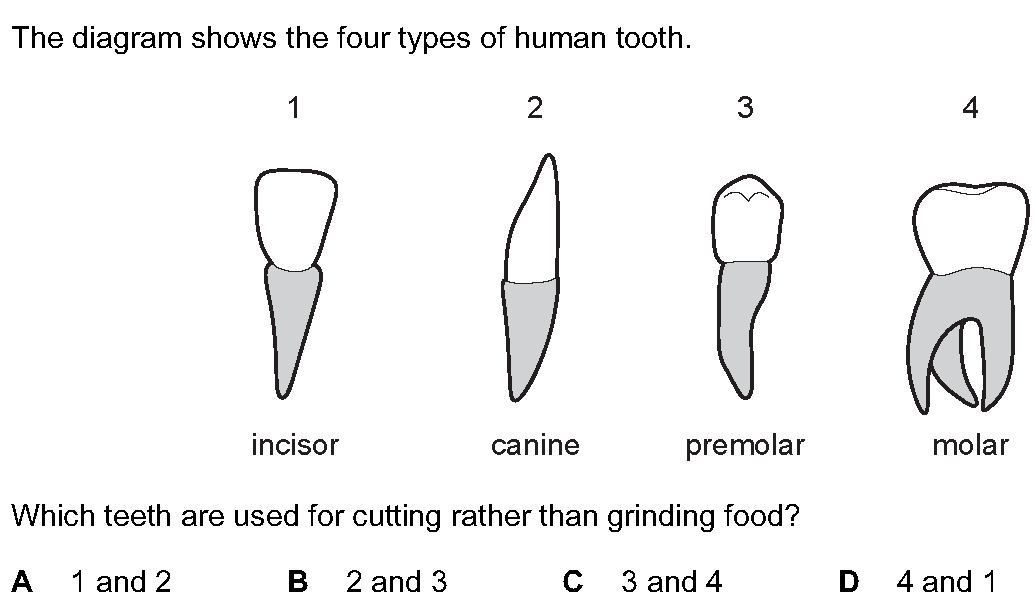 The diagram shows the four types of human tooth.
1 2 3 4
incisor canine premolar molar
Which teeth are used for cutting rather than grinding food?
A 1 and 2 B 2 and 3 C 3 and 4 D 4 and 1